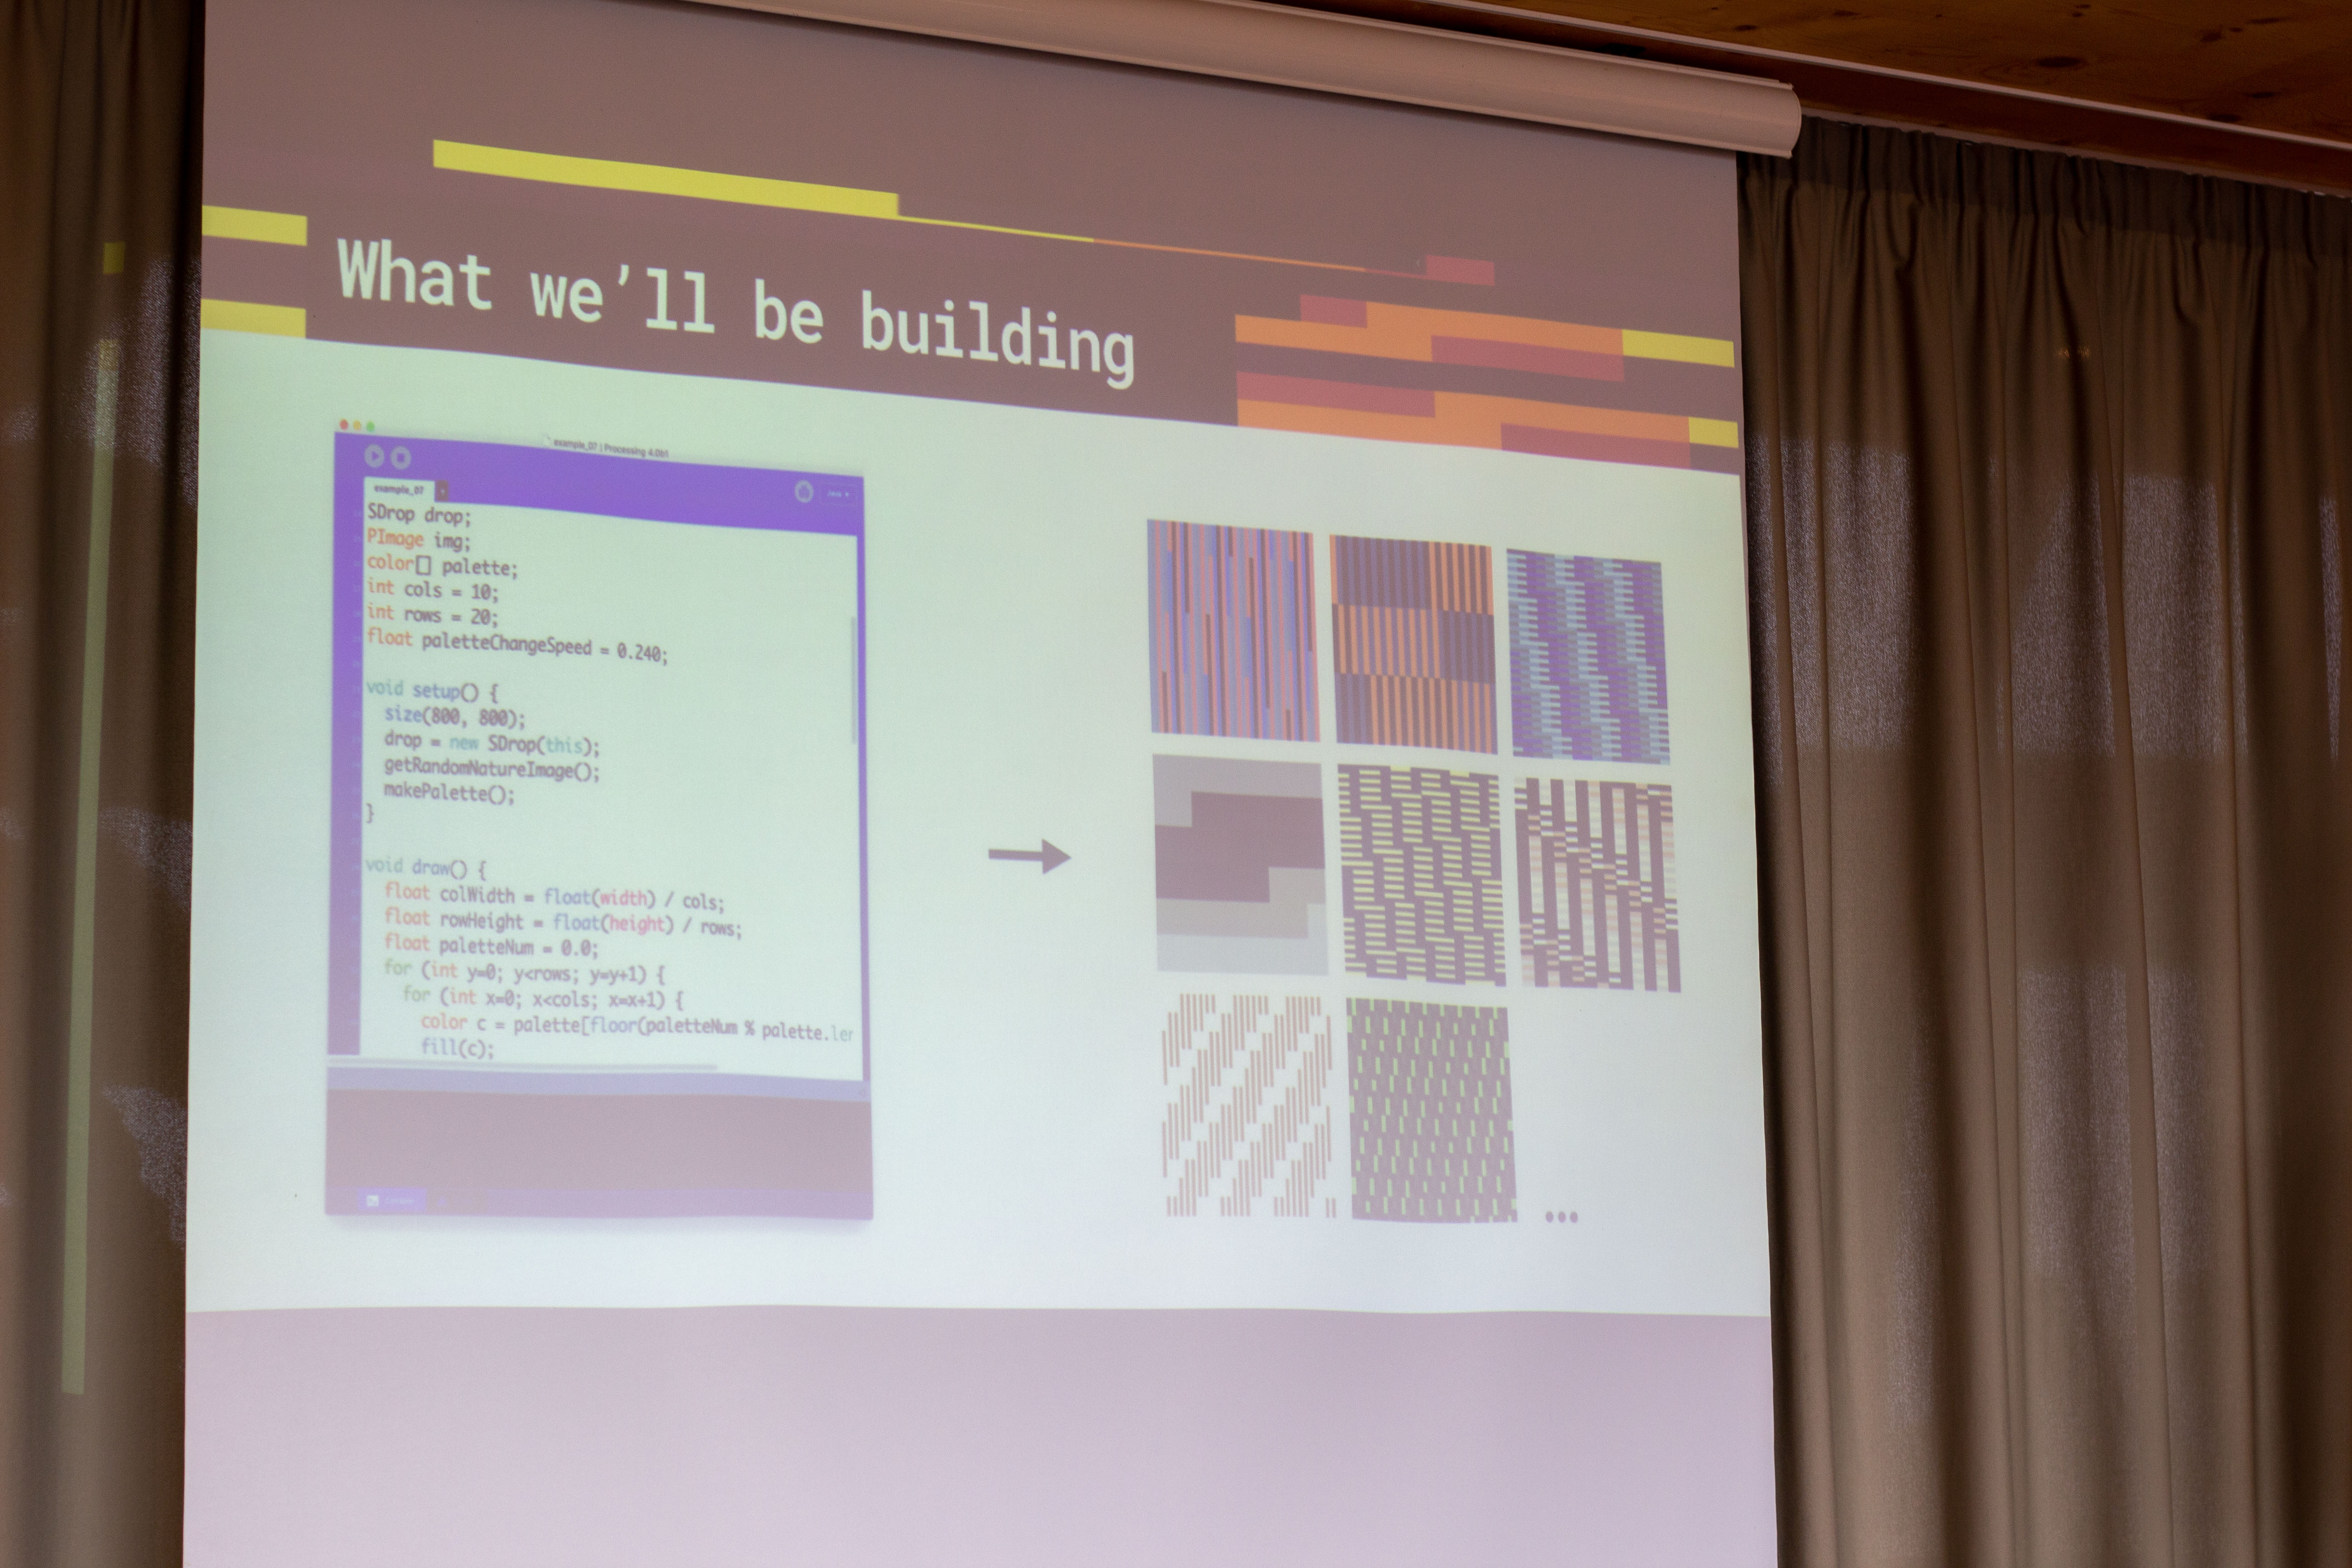 What we'll be building
example_07 | Processing 4.0b1
example_07
SDrop drop;
PImage img;
color[] palette;
int cols = 10;
int rows = 20;
float paletteChangeSpeed = 0.240;
void setup() {
size(800, 800);
drop = new SDrop(this);
getRandomNatureImage();
makePalette();
}
void draw() {
float colWidth = float(width) / cols;
float rowHeight = float(height) / rows;
float paletteNum = 0.0;
for (int y=0; y<rows; y=y+1) {
for (int x=0; x<cols; x=x+1) {
color c = palette[floor(paletteNum % palette.len
fill(c);
...